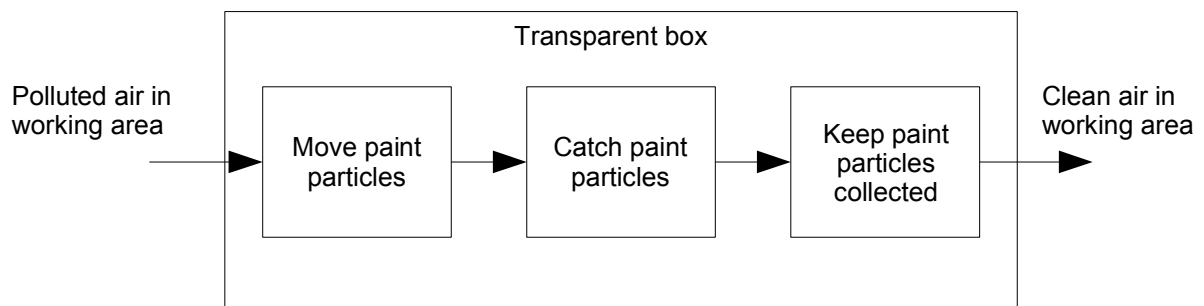 Transparent box
Polluted air in
working area
Move paint
particles
Catch paint
particles
Keep paint
particles
collected
Clean air in
working area